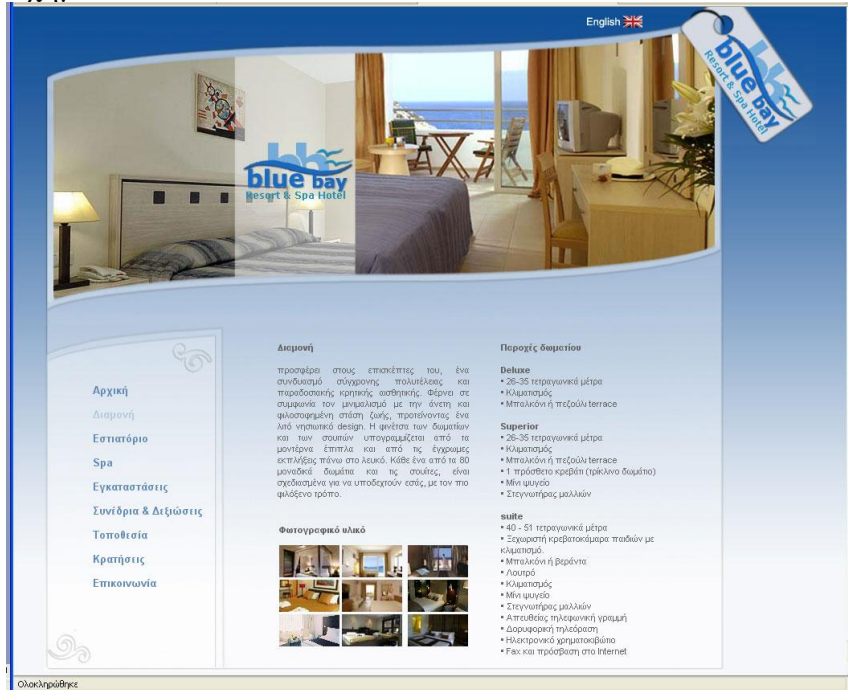 English
blue bay
Resort & Spa Hotel
blue bay
Resort & Spa Hotel
Αρχική
Διαμονή
Εστιατόριο
Spa
Εγκαταστάσεις
Συνέδρια & Δεξιώσεις
Τοποθεσία
Κρατήσεις
Επικοινωνία
Διαμονή
προσφέρει στους επισκέπτες του, ένα
συνδυασμό σύγχρονης πολυτέλειας και
παραδοσιακής κρητικής αισθητικής. Φέρνει σε
συμφωνία τον μινιμαλισμό με την άνετη και
φιλοσοφημένη στάση ζωής, προτείνοντας ένα
λιτό νησιωτικό design. Η φινέτσα των δωματίων
και των σουιτών υπογραμμίζεται από τα
μοντέρνα έπιπλα και από τις έγχρωμες
εκπλήξεις πάνω στο λευκό. Κάθε ένα από τα 80
μοναδικά δωμάτια και τις σουίτες, είναι
σχεδιασμένα για να υποδεχτούν εσάς, με τον πιο
φιλόξενο τρόπο.
Φωτογραφικό υλικό
Παροχές δωματίου
Deluxe
• 26-35 τετραγωνικά μέτρα
• Κλιματισμός
• Μπαλκόνι ή πεζούλι terrace
Superior
• 26-35 τετραγωνικά μέτρα
• Κλιματισμός
• Μπαλκόνι ή πεζούλι terrace
• 1 πρόσθετο κρεβάτι (τρίκλινο δωμάτιο)
• Μίνι ψυγείο
• Στεγνωτήρας μαλλιών
suite
• 40 - 51 τετραγωνικά μέτρα
• Ξεχωριστή κρεβατοκάμαρα παιδιών με
κλιματισμό.
• Μπαλκόνι ή βεράντα
• Λουτρό
• Κλιματισμός
• Μίνι ψυγείο
• Στεγνωτήρας μαλλιών
• Απευθείας τηλεφωνική γραμμή
• Δορυφορική τηλεόραση
• Ηλεκτρονικό χρηματοκιβώτιο
• Fax και πρόσβαση στο Internet
Ολοκληρώθηκε